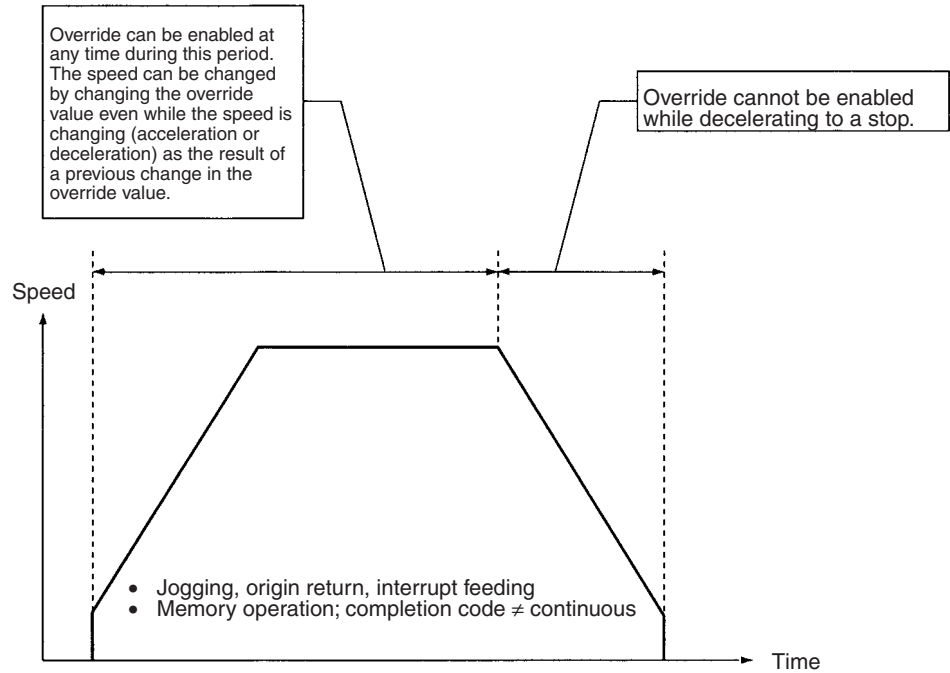 Override can be enabled at
any time during this period.
The speed can be changed
by changing the override
value even while the speed is
changing (acceleration or
deceleration) as the result of
a previous change in the
override value.
Override cannot be enabled
while decelerating to a stop.
Speed
• Jogging, origin return, interrupt feeding
• Memory operation; completion code ≠ continuous
Time